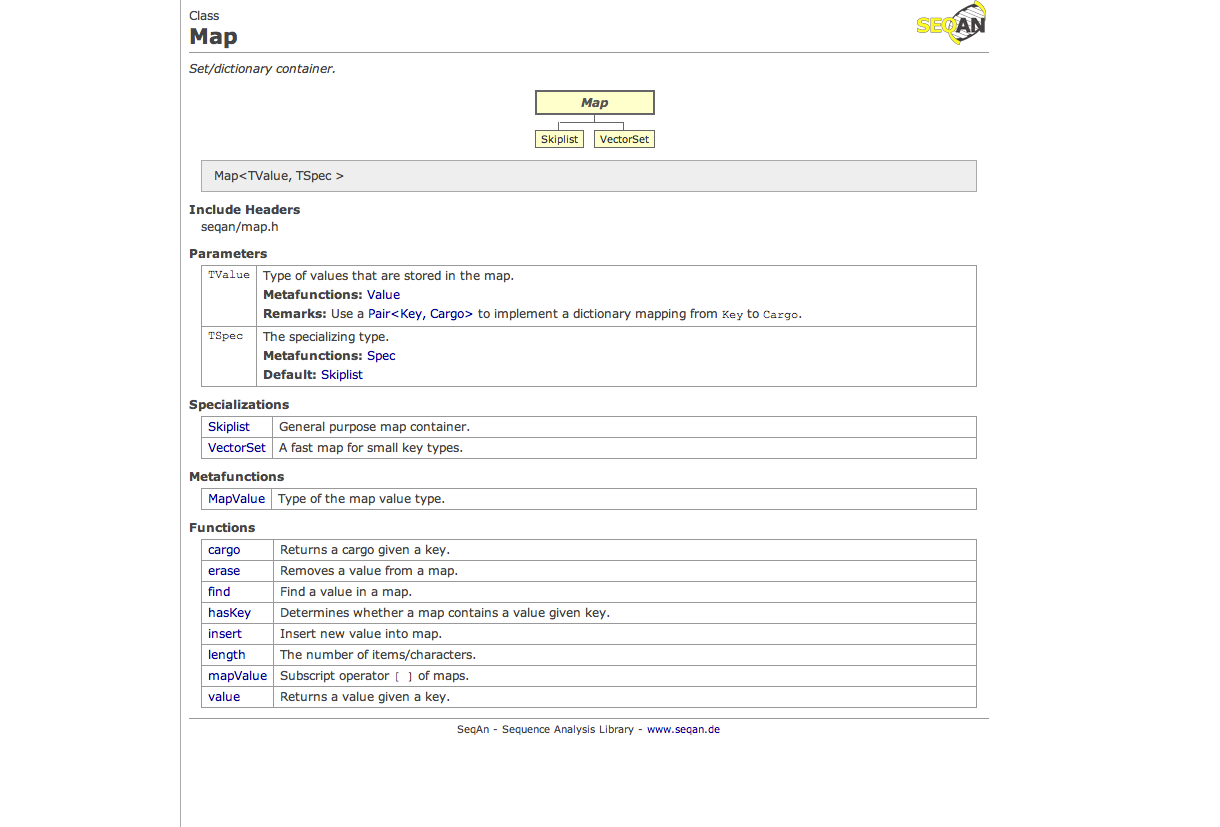 Class
SEQAN
Map
Set/dictionary container.
Map
Skiplist VectorSet
Map<TValue, TSpec >
Include Headers
seqan/map.h
Parameters
TValue Type of values that are stored in the map.
Metafunctions: Value
Remarks: Use a Pair<Key, Cargo> to implement a dictionary mapping from Key to Cargo.
TSpec The specializing type.
Metafunctions: Spec
Default: Skiplist
Specializations
Skiplist General purpose map container.
VectorSet A fast map for small key types.
Metafunctions
MapValue Type of the map value type.
Functions
cargo Returns a cargo given a key.
erase Removes a value from a map.
find Find a value in a map.
hasKey Determines whether a map contains a value given key.
insert Insert new value into map.
length The number of items/characters.
mapValue Subscript operator [ ] of maps.
value Returns a value given a key.
SeqAn - Sequence Analysis Library - www.seqan.de